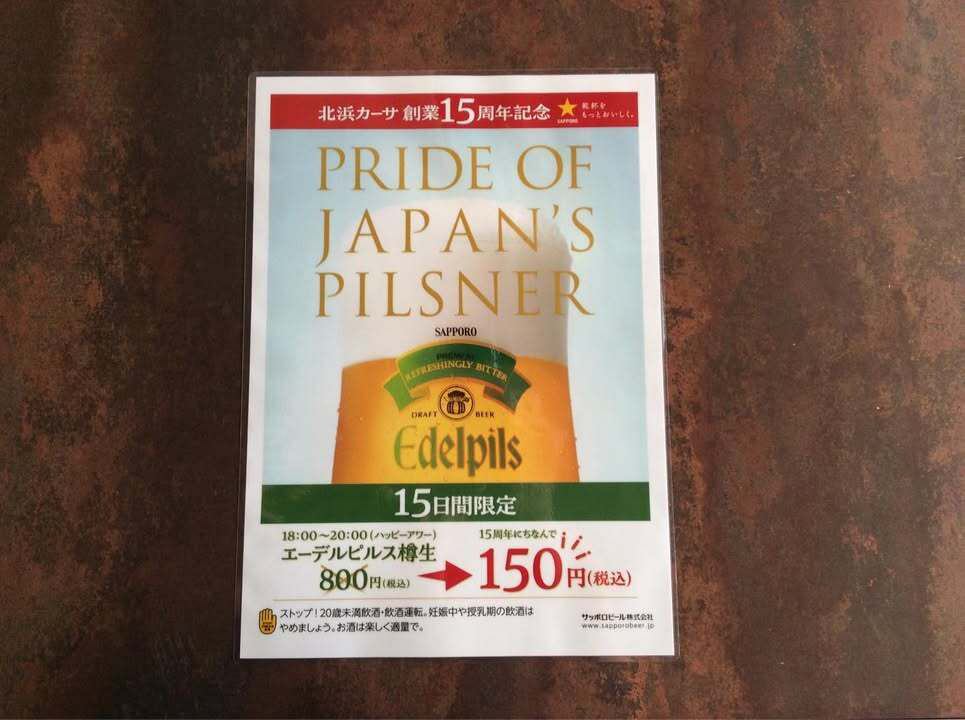 北浜カーサ 創業15周年記念
SAPPORO
乾杯を
もっとおいしく。
PRIDE OF
JAPAN'S
PILSNER
SAPPORO
PREMIUM
REFRESHINGLY BITTER
DRAFT BEER
Edelpils
15日間限定
18:00～20:00(ハッピーアワー)
エーデルピルス樽生
800円(税込)
15周年にちなんで
150円(税込)
ストップ!20歳未満飲酒・飲酒運転。妊娠中や授乳期の飲酒は
やめましょう。お酒は楽しく適量で。
サッポロビール株式会社
www.sapporobeer.jp